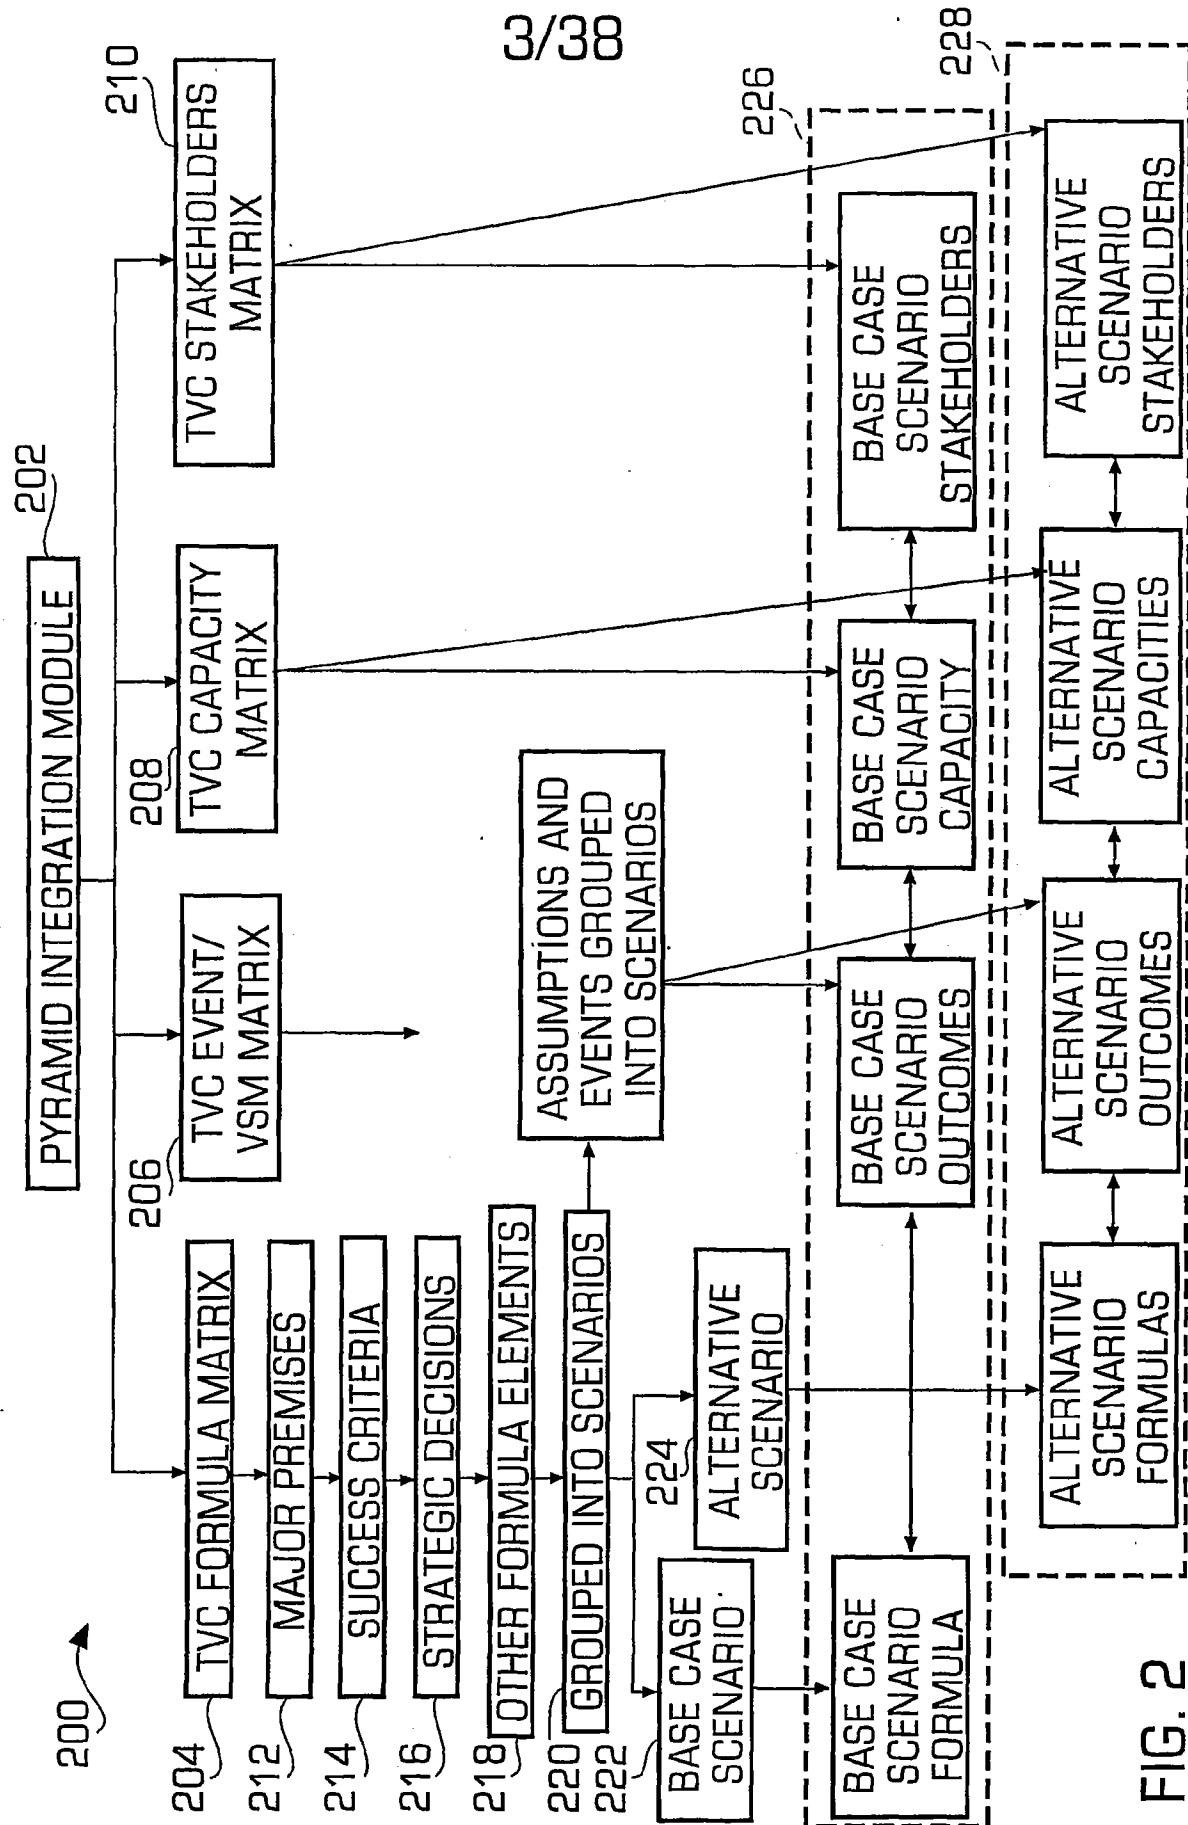 3/38
200
PYRAMID INTEGRATION MODULE
202
204
TVC FORMULA MATRIX
206
TVC EVENT/
VSM MATRIX
208
TVC CAPACITY
MATRIX
210
TVC STAKEHOLDERS
MATRIX
212
MAJOR PREMISES
214
SUCCESS CRITERIA
216
STRATEGIC DECISIONS
218
OTHER FORMULA ELEMENTS
220
GROUPED INTO SCENARIOS
ASSUMPTIONS AND
EVENTS GROUPED
INTO SCENARIOS
222
BASE CASE
SCENARIO
224
ALTERNATIVE
SCENARIO
226
BASE CASE
SCENARIO
FORMULA
BASE CASE
SCENARIO
OUTCOMES
BASE CASE
SCENARIO
CAPACITY
BASE CASE
SCENARIO
STAKEHOLDERS
228
ALTERNATIVE
SCENARIO
FORMULAS
ALTERNATIVE
SCENARIO
OUTCOMES
ALTERNATIVE
SCENARIO
CAPACITIES
ALTERNATIVE
SCENARIO
STAKEHOLDERS
FIG. 2